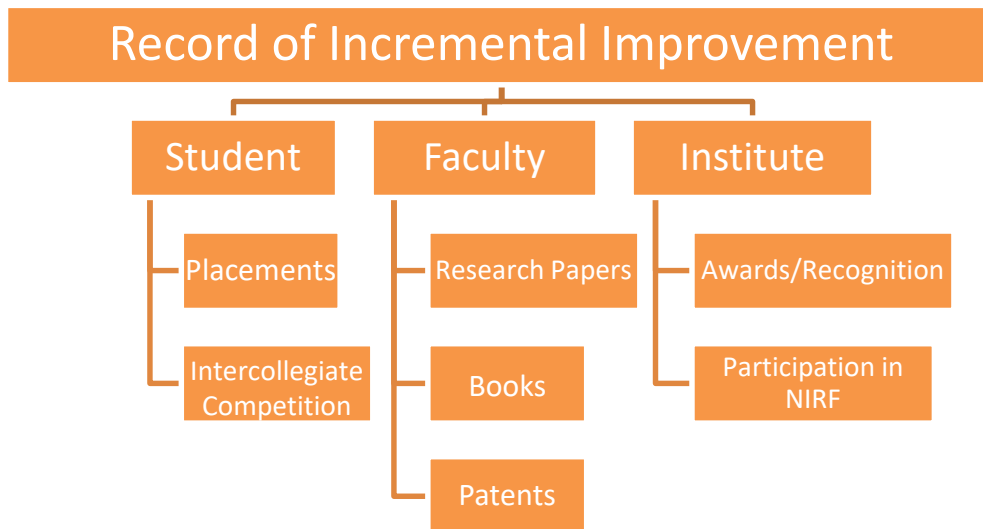 Record of Incremental Improvement
Student
Faculty
Institute
Placements
Research Papers
Awards/Recognition
Intercollegiate
Competition
Books
Participation in
NIRF
Patents